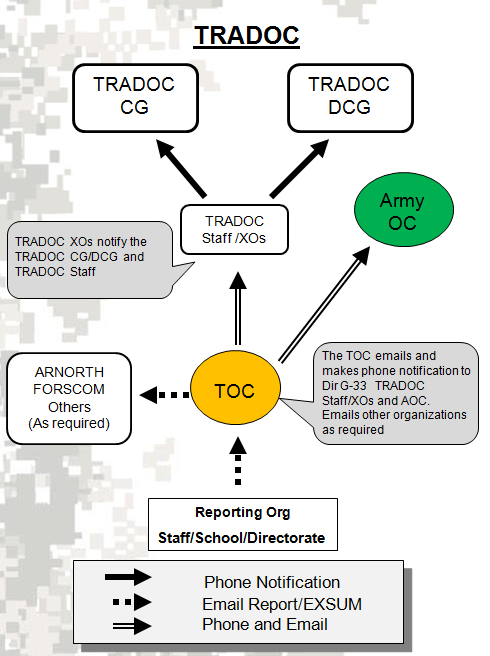 TRADOC
TRADOC
CG
TRADOC
DCG
TRADOC
Staff /XOs
Army
OC
TRADOC XOs notify the
TRADOC CG/DCG and
TRADOC Staff
ARNORTH
FORSCOM
Others
(As required)
TOC
The TOC emails and
makes phone notification to
Dir G-33 TRADOC
Staff/XOs and AOC.
Emails other organizations
as required
Reporting Org
Staff/School/Directorate
Phone Notification
Email Report/EXSUM
Phone and Email